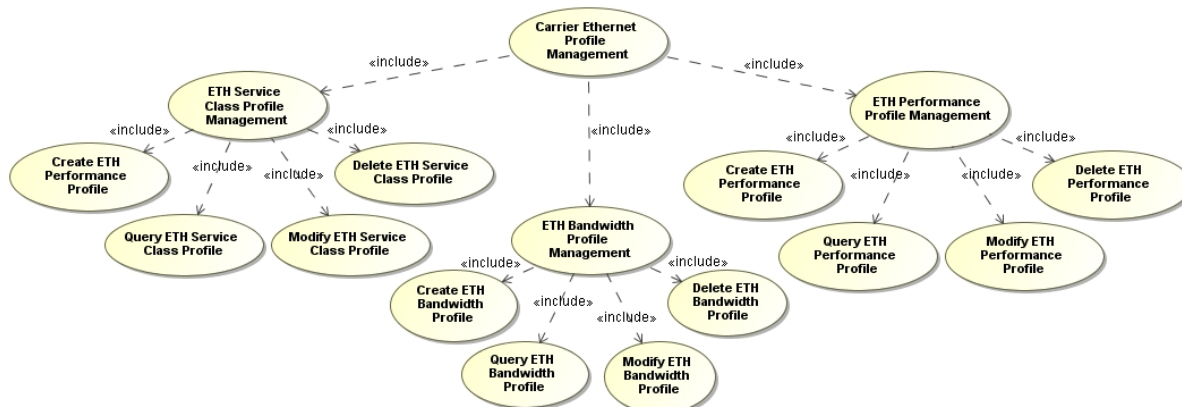 Carrier Ethernet
Profile
Management
«include»
«include»
«include»
ETH Service
Class Profile
Management
ETH Performance
Profile Management
«include»
«include»
«include»
«include»
Create ETH
Performance
Profile
Delete ETH Service
Class Profile
Query ETH Service
Class Profile
Modify ETH Service
Class Profile
«include»
«include»
«include»
«include»
Create ETH
Performance
Profile
Delete ETH
Performance
Profile
Query ETH
Performance
Profile
Modify ETH
Performance
Profile
ETH Bandwidth
Profile
Management
«include»
«include»
«include»
«include»
Create ETH
Bandwidth
Profile
Delete ETH
Bandwidth
Profile
Query ETH
Bandwidth
Profile
Modify ETH
Bandwidth
Profile